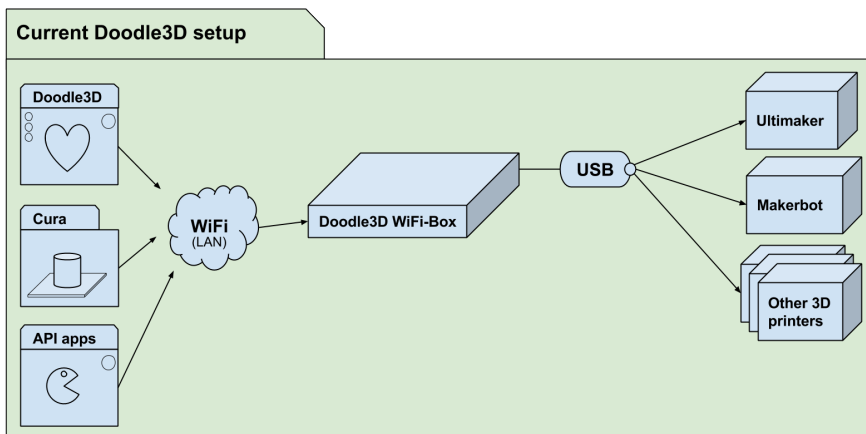 Current Doodle3D setup
Doodle3D
Cura
API apps
WiFi
(LAN)
Doodle3D WiFi-Box
USB
Ultimaker
Makerbot
Other 3D
printers